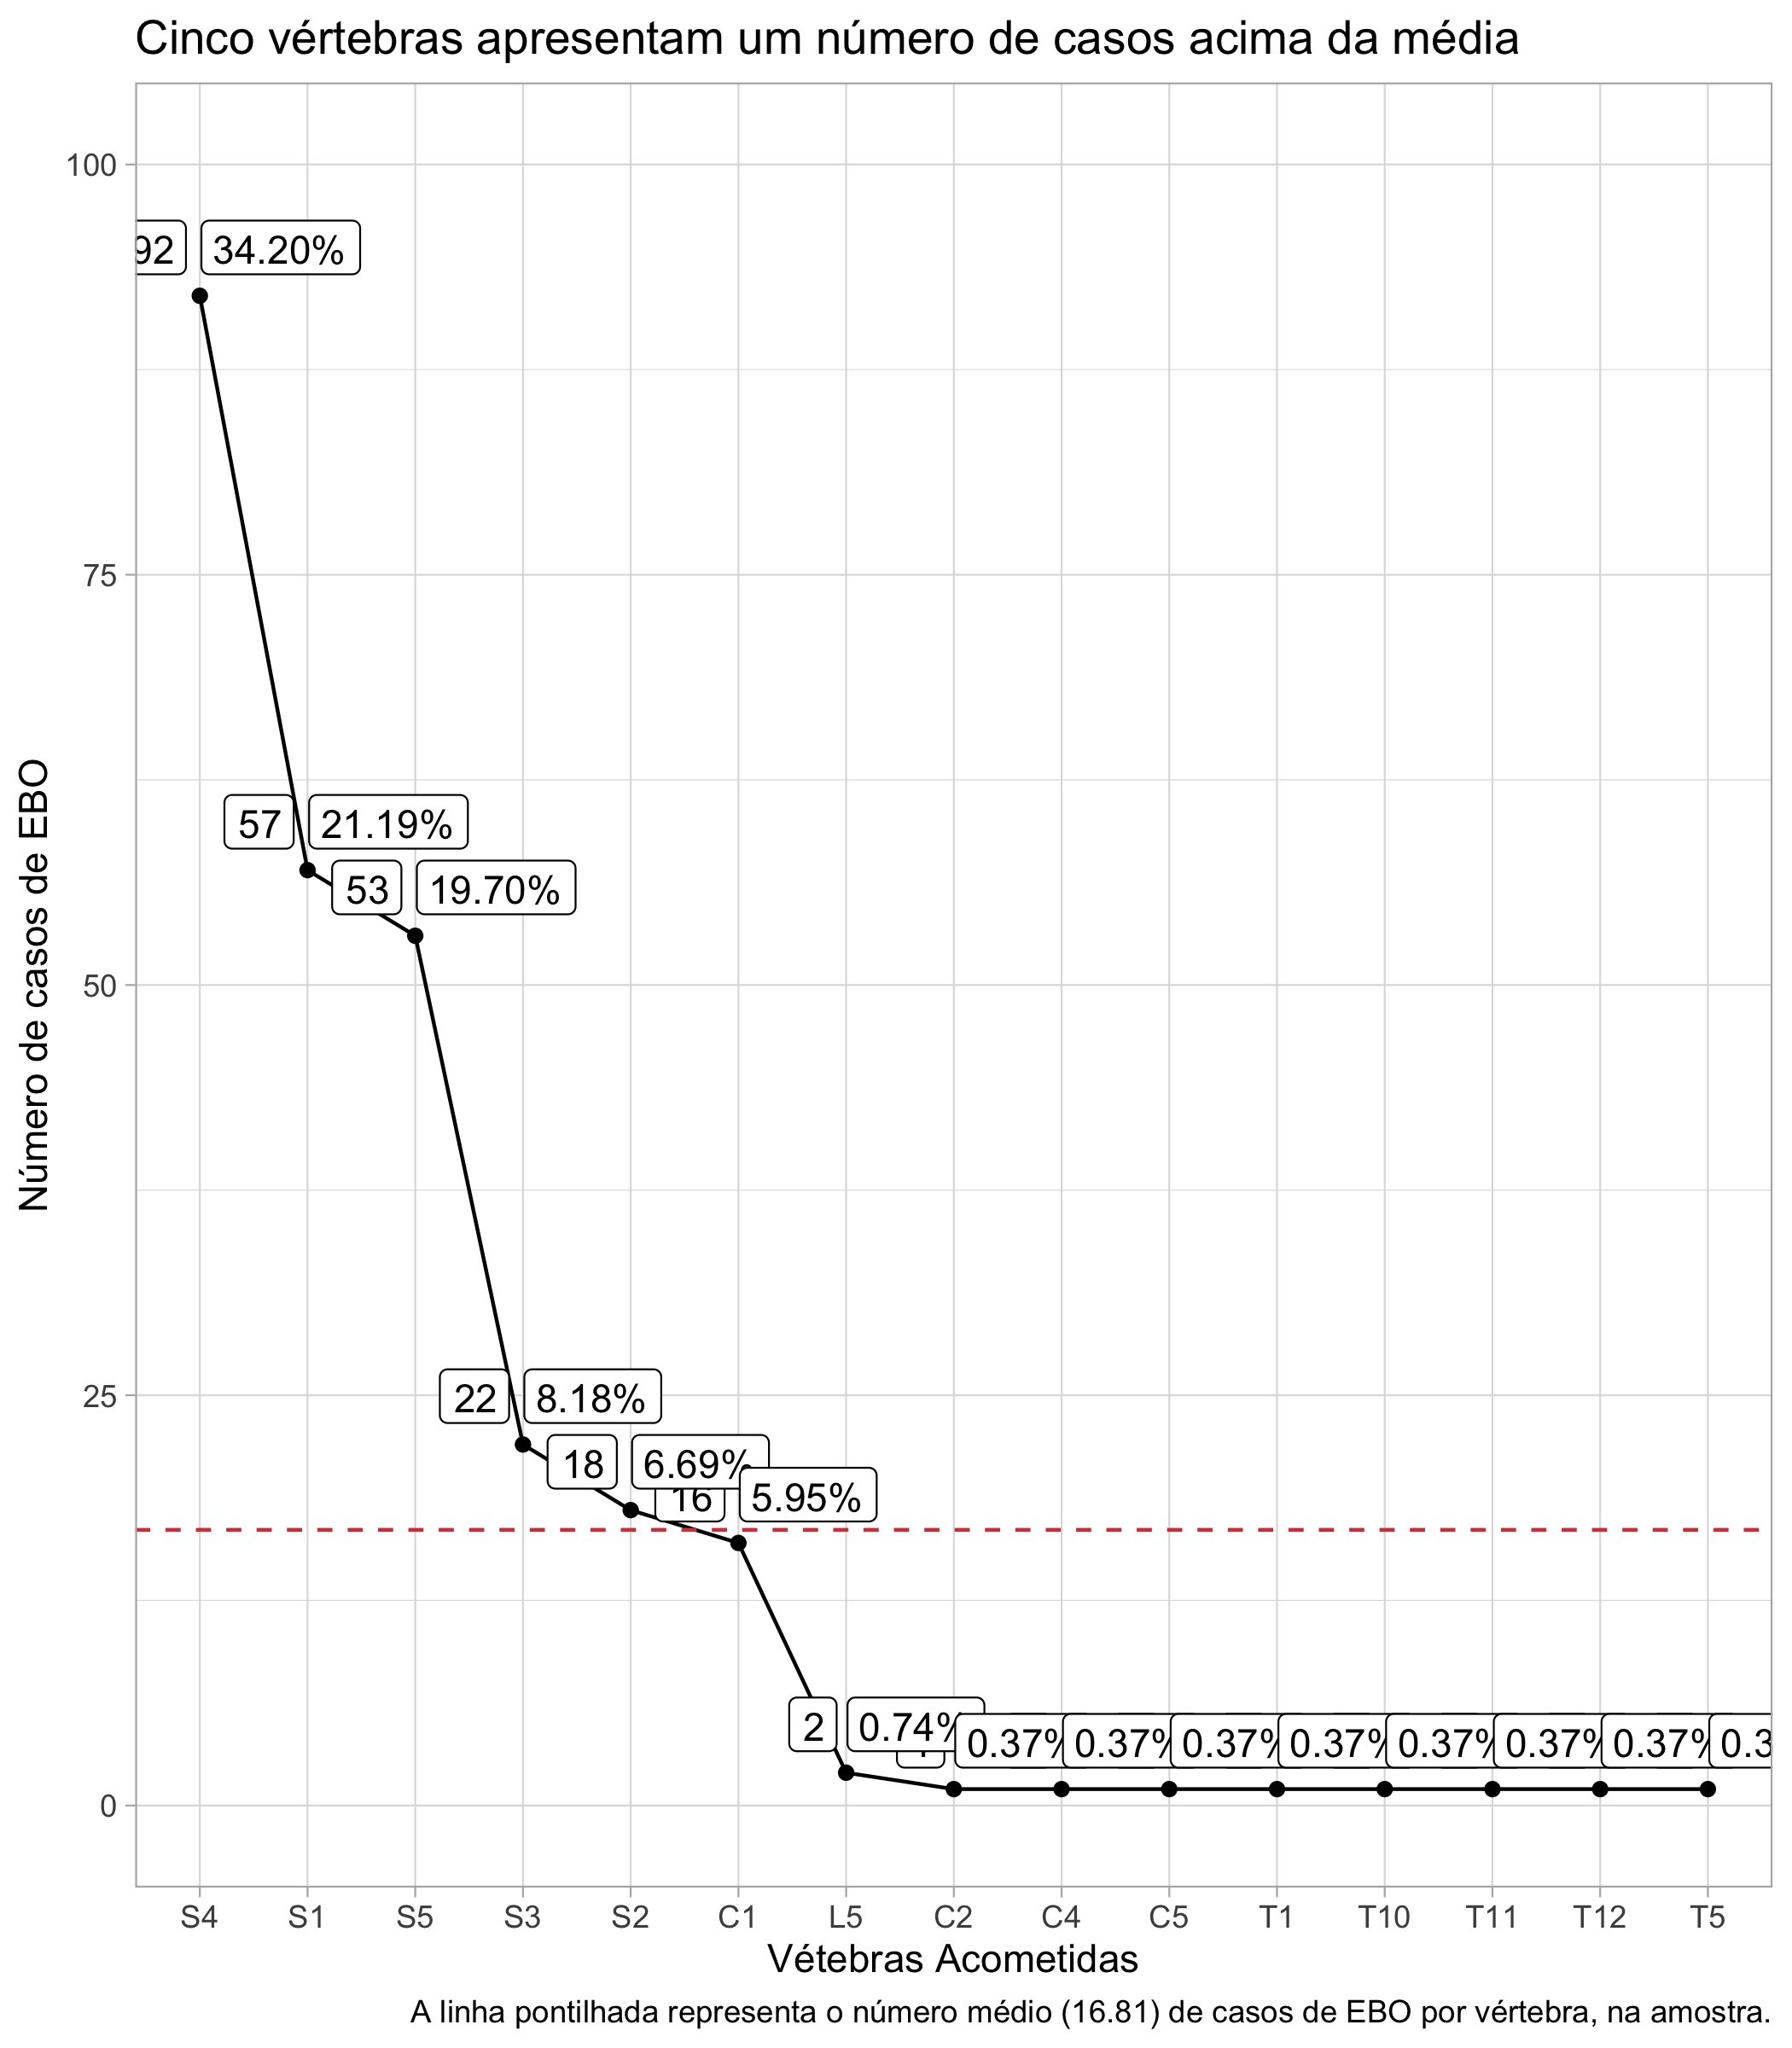 Cinco vértebras apresentam um número de casos acima da média
Número de casos de EBO
100
75
50
25
0
92 34.20%
57 21.19%
53 19.70%
22 8.18%
18 6.69%
16 5.95%
2 0.74%
0.37% 0.37% 0.37% 0.37% 0.37% 0.37% 0.37% 0.3
S4 S1 S5 S3 S2 C1 L5 C2 C4 C5 T1 T10 T11 T12 T5
Vétebras Acometidas
A linha pontilhada representa o número médio (16.81) de casos de EBO por vértebra, na amostra.